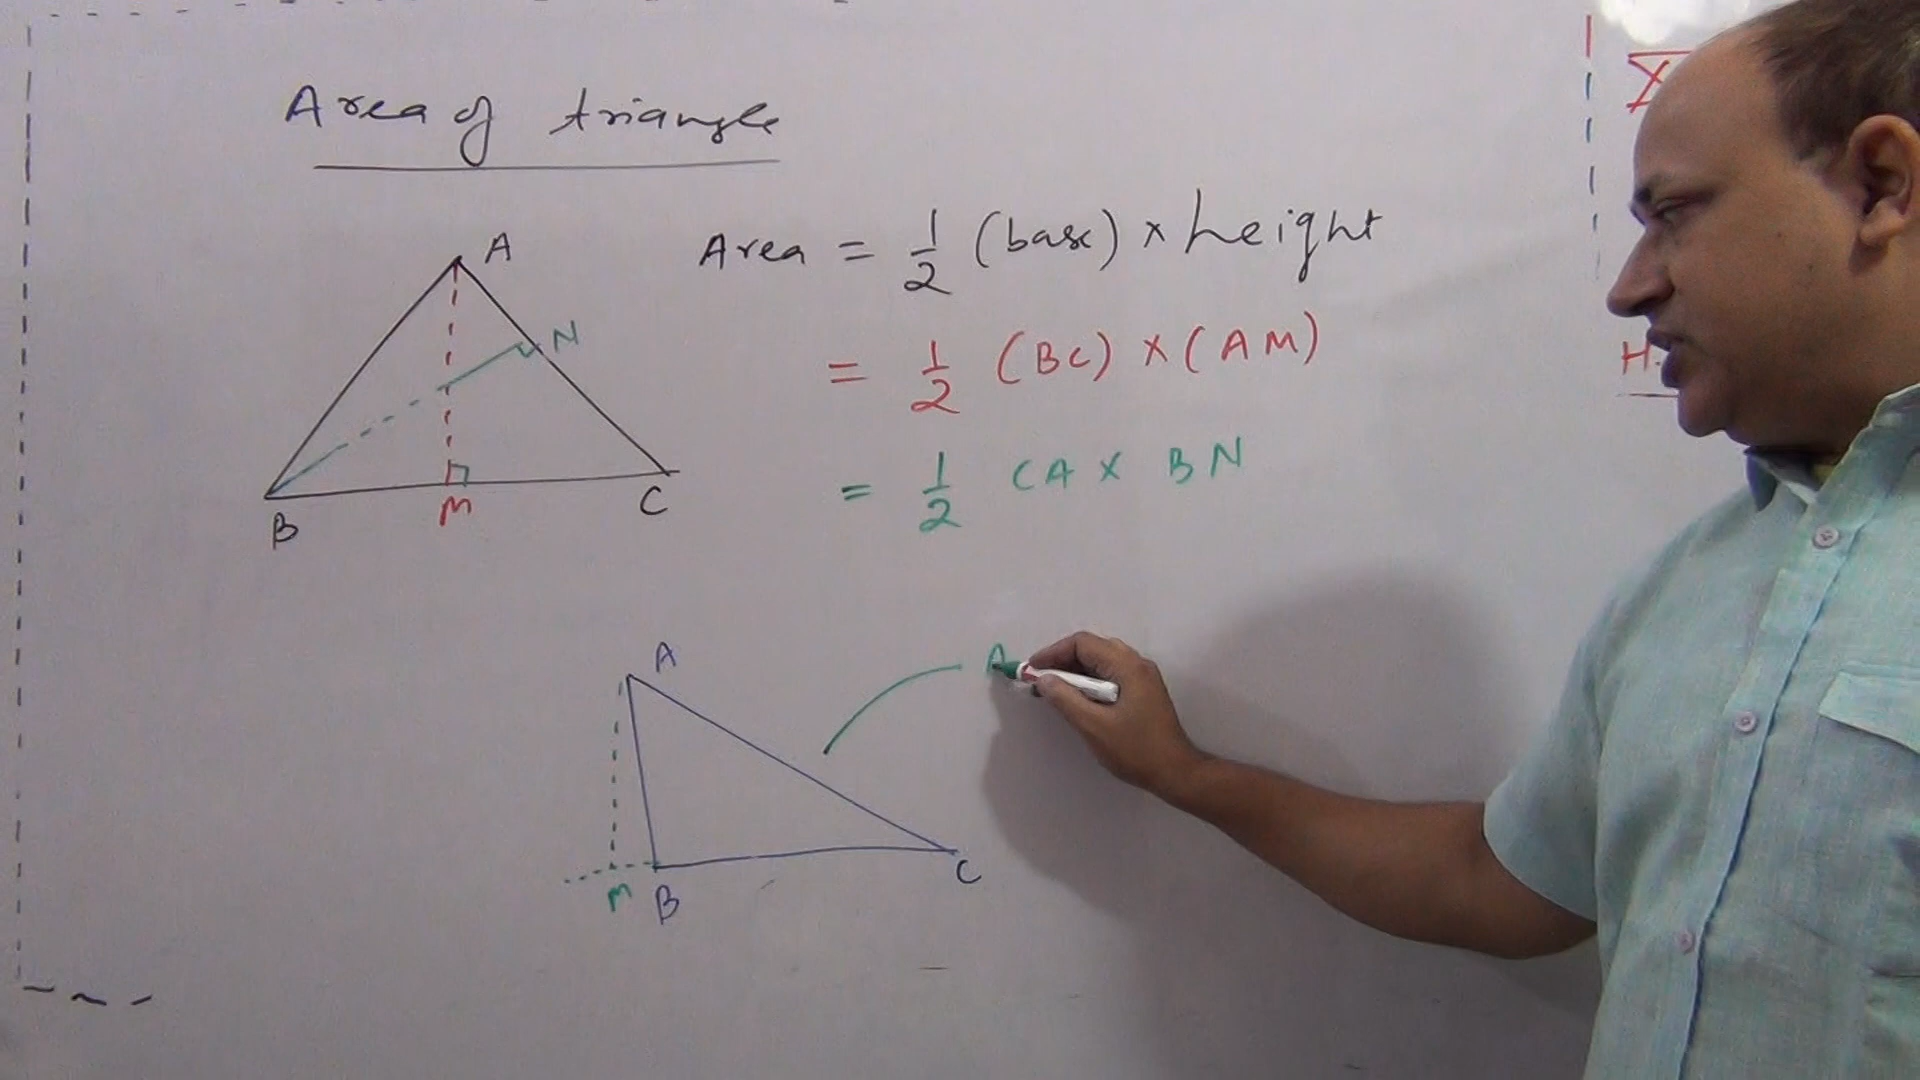 Area of triangle
A
Area = 1/2 (base) × height
N
= 1/2 (BC) × (AM)
H.
= 1/2 CA × BN
B
M
C
A
A
M
B
C